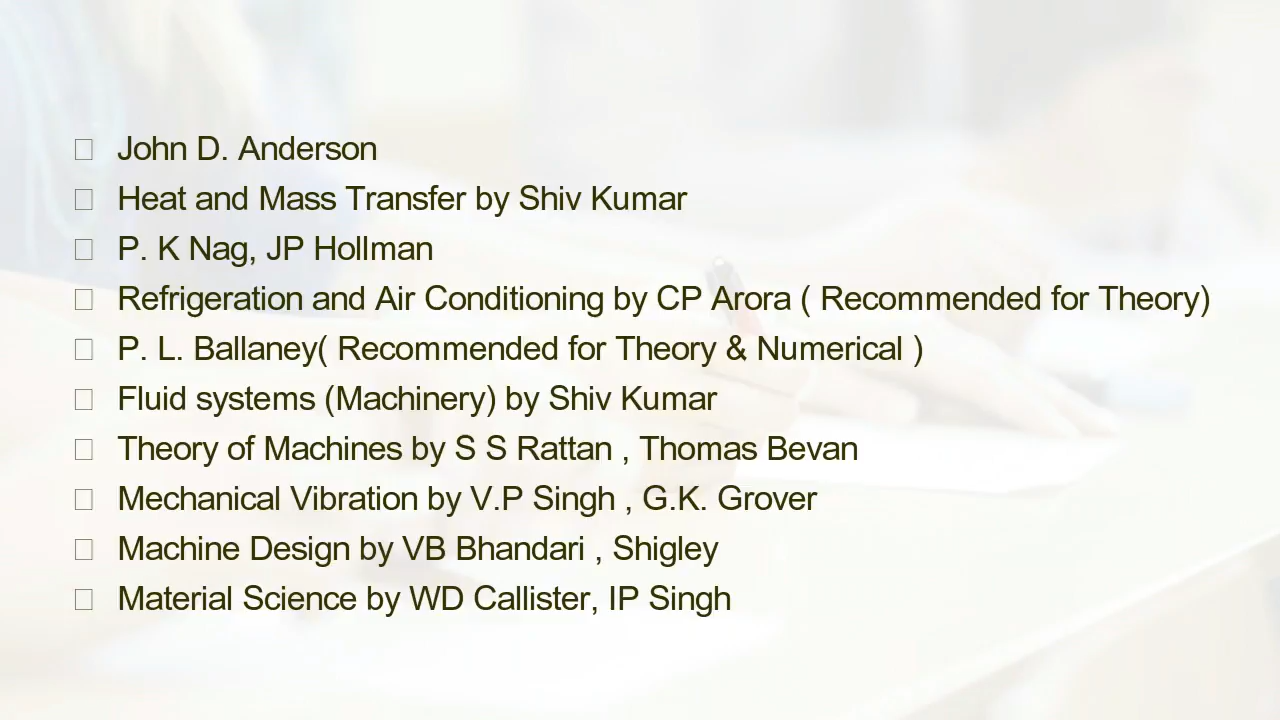 John D. Anderson
Heat and Mass Transfer by Shiv Kumar
P. K Nag, JP Hollman
Refrigeration and Air Conditioning by CP Arora ( Recommended for Theory)
P. L. Ballaney( Recommended for Theory & Numerical )
Fluid systems (Machinery) by Shiv Kumar
Theory of Machines by S S Rattan , Thomas Bevan
Mechanical Vibration by V.P Singh , G.K. Grover
Machine Design by VB Bhandari , Shigley
Material Science by WD Callister, IP Singh